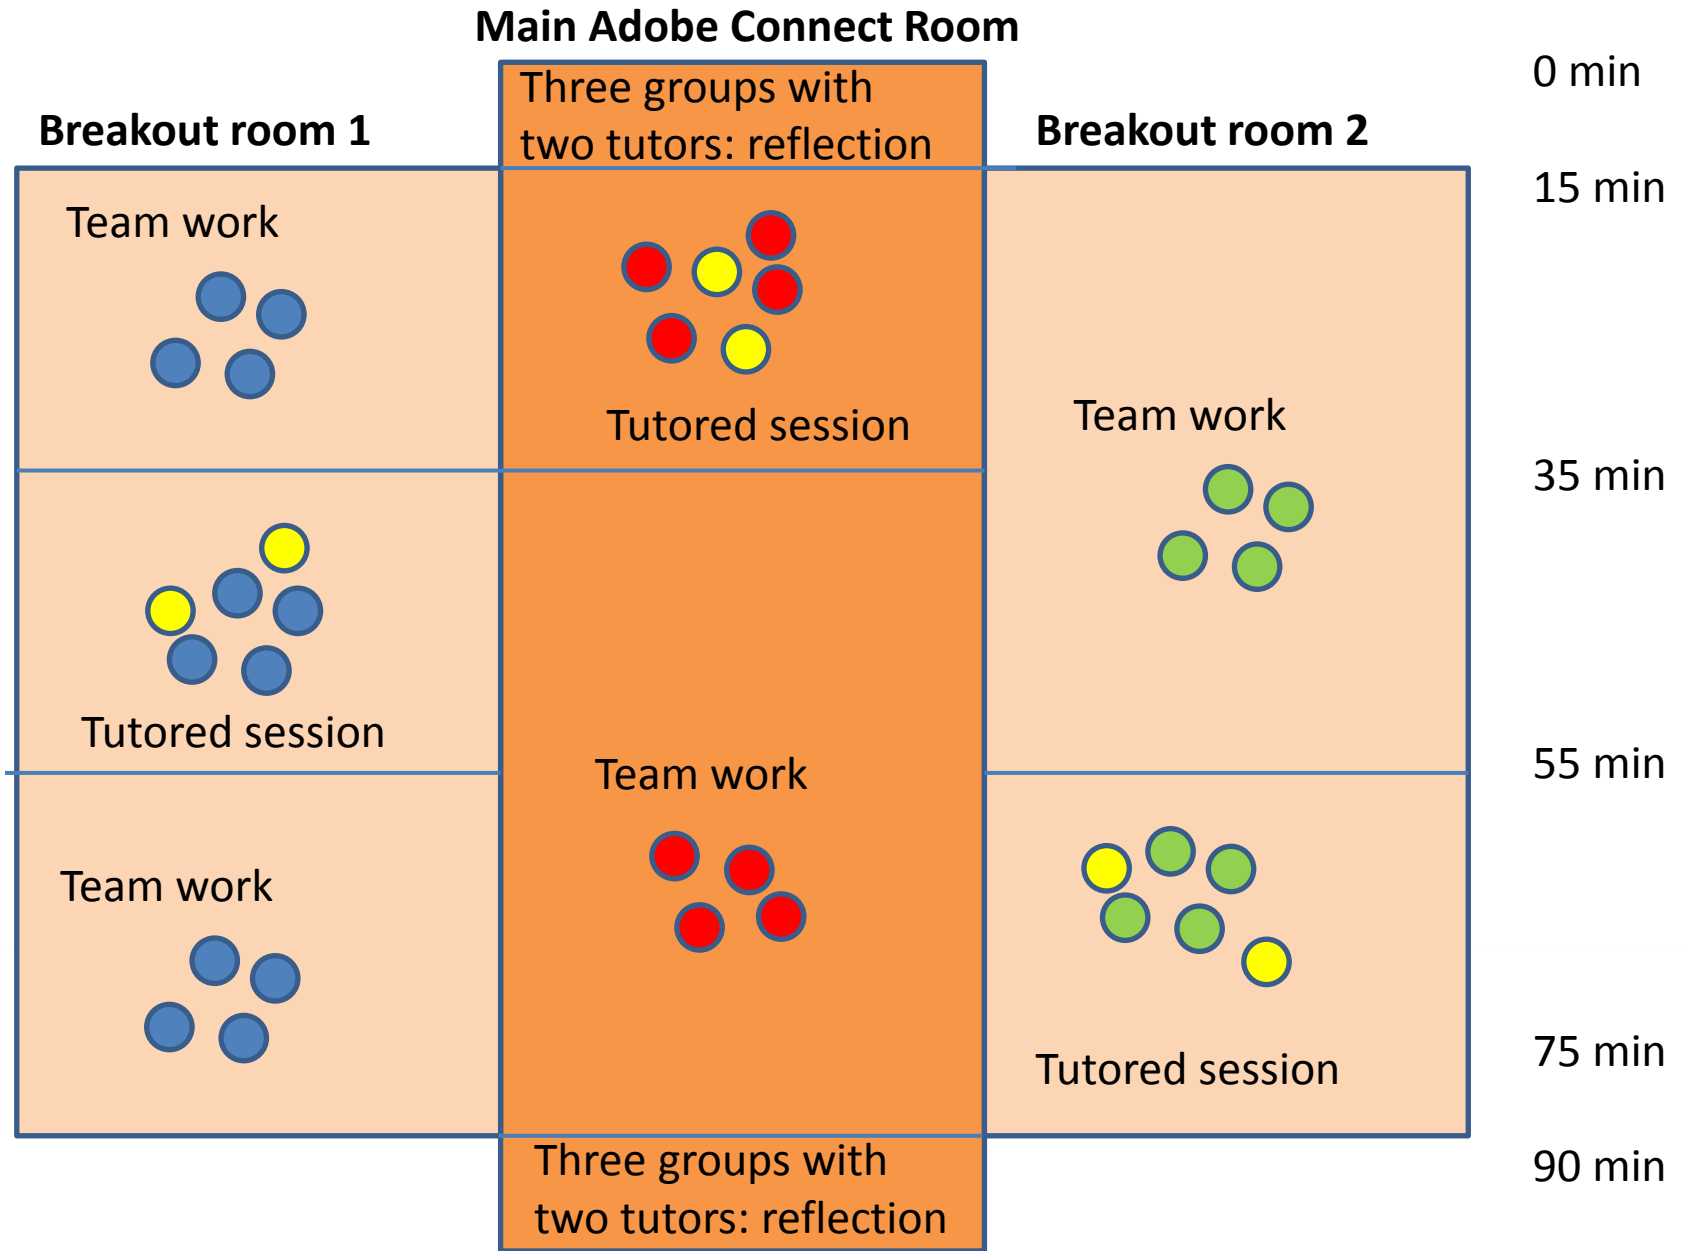 Main Adobe Connect Room
Three groups with
two tutors: reflection
0 min
Breakout room 1
Breakout room 2
15 min
Team work
Tutored session
Team work
35 min
Tutored session
Team work
55 min
Team work
Tutored session
75 min
Three groups with
two tutors: reflection
90 min